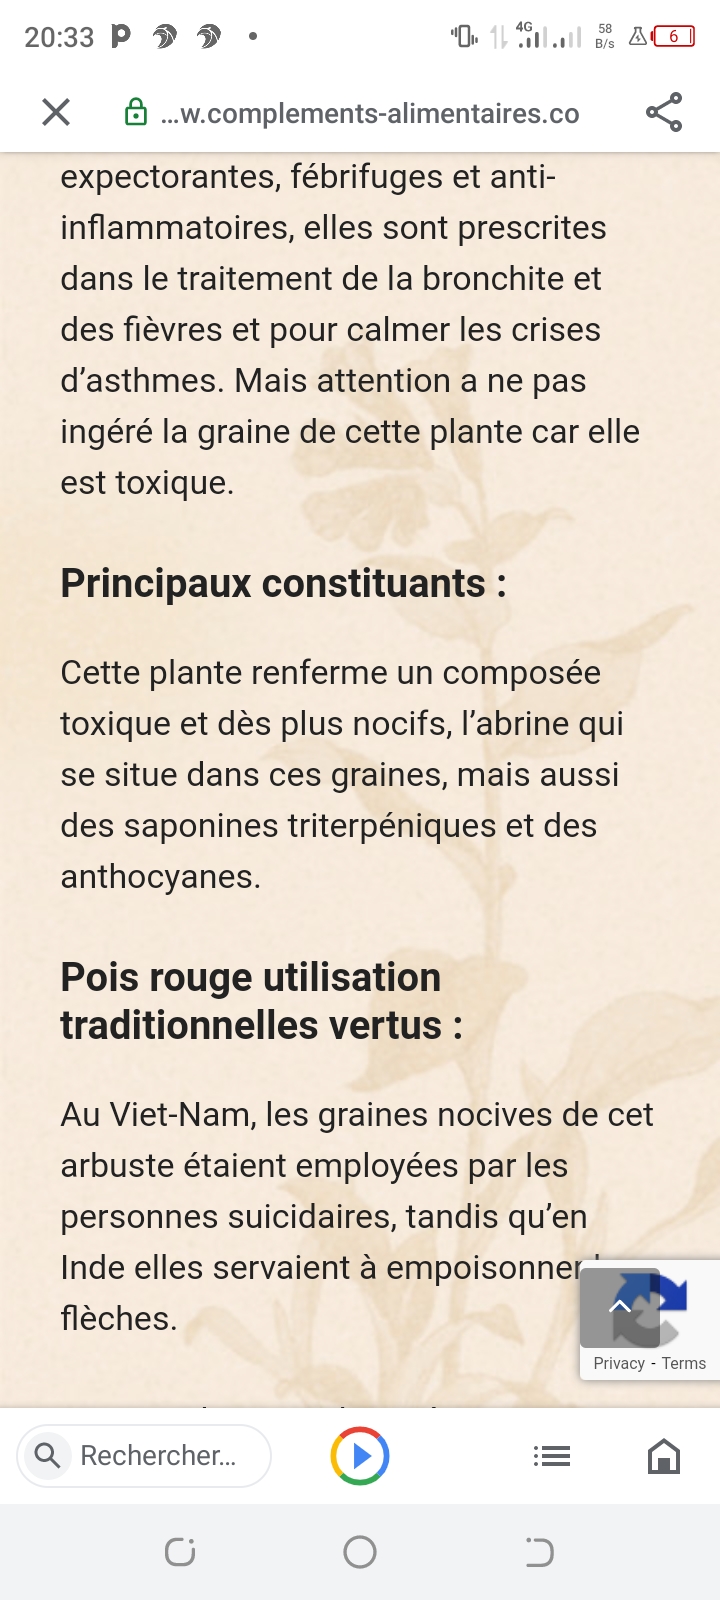 20:33
4G
58
B/s
6
...w.complements-alimentaires.co
expectorantes, fébrifuges et anti-
inflammatoires, elles sont prescrites
dans le traitement de la bronchite et
des fièvres et pour calmer les crises
d’asthmes. Mais attention a ne pas
ingéré la graine de cette plante car elle
est toxique.
Principaux constituants :
Cette plante renferme un composée
toxique et dès plus nocifs, l’abrine qui
se situe dans ces graines, mais aussi
des saponines triterpéniques et des
anthocyanes.
Pois rouge utilisation
traditionnelles vertus :
Au Viet-Nam, les graines nocives de cet
arbuste étaient employées par les
personnes suicidaires, tandis qu’en
Inde elles servaient à empoisonner
flèches.
Privacy - Terms
Rechercher...